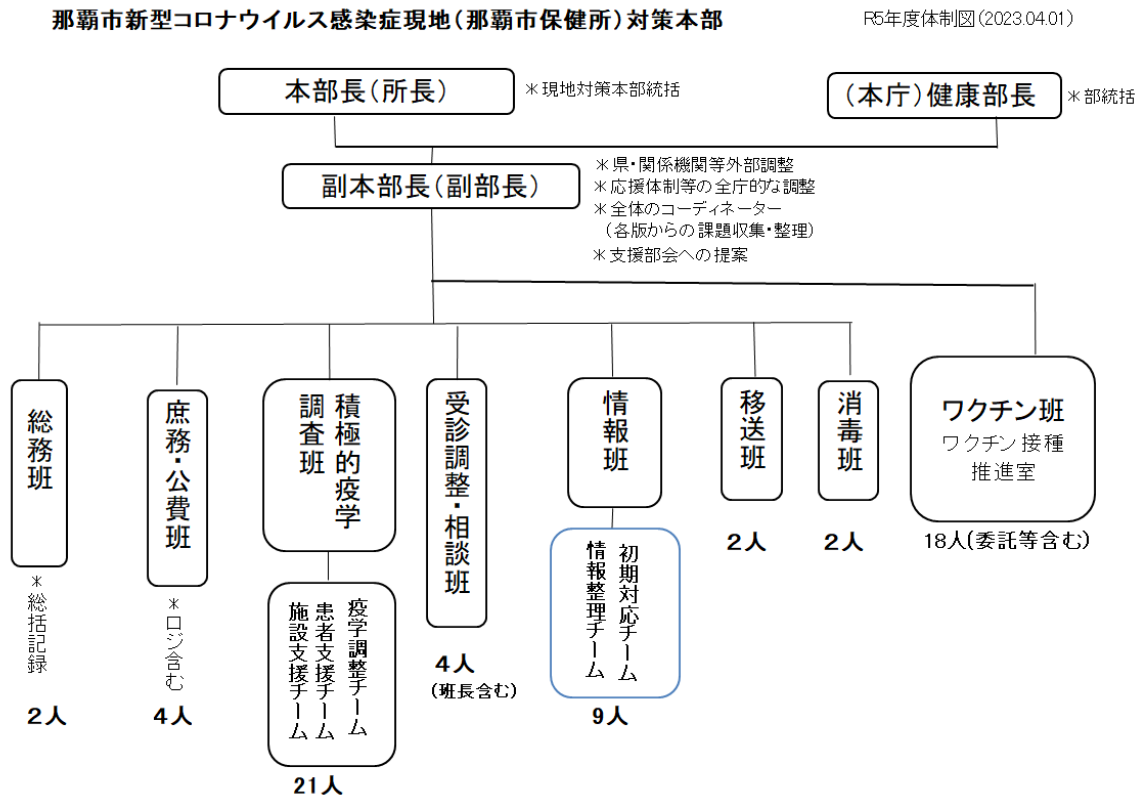 那覇市新型コロナウイルス感染症現地(那覇市保健所)対策本部
R5年度体制図(2023.04.01)
本部長(所長)
＊現地対策本部統括
(本庁)健康部長
＊部統括
副本部長(副部長)
＊県・関係機関等外部調整
＊応援体制等の全庁的な調整
＊全体のコーディネーター
(各版からの課題収集・整理)
＊支援部会への提案
総務班
＊総括記録
2人
庶務・公費班
＊ロジ含む
4人
積極的疫学
調査班
疫学調整チーム
患者支援チーム
施設支援チーム
21人
受診調整・相談班
4人
(班長含む)
情報班
初期対応チーム
情報整理チーム
9人
移送班
2人
消毒班
2人
ワクチン班
ワクチン接種
推進室
18人(委託等含む)